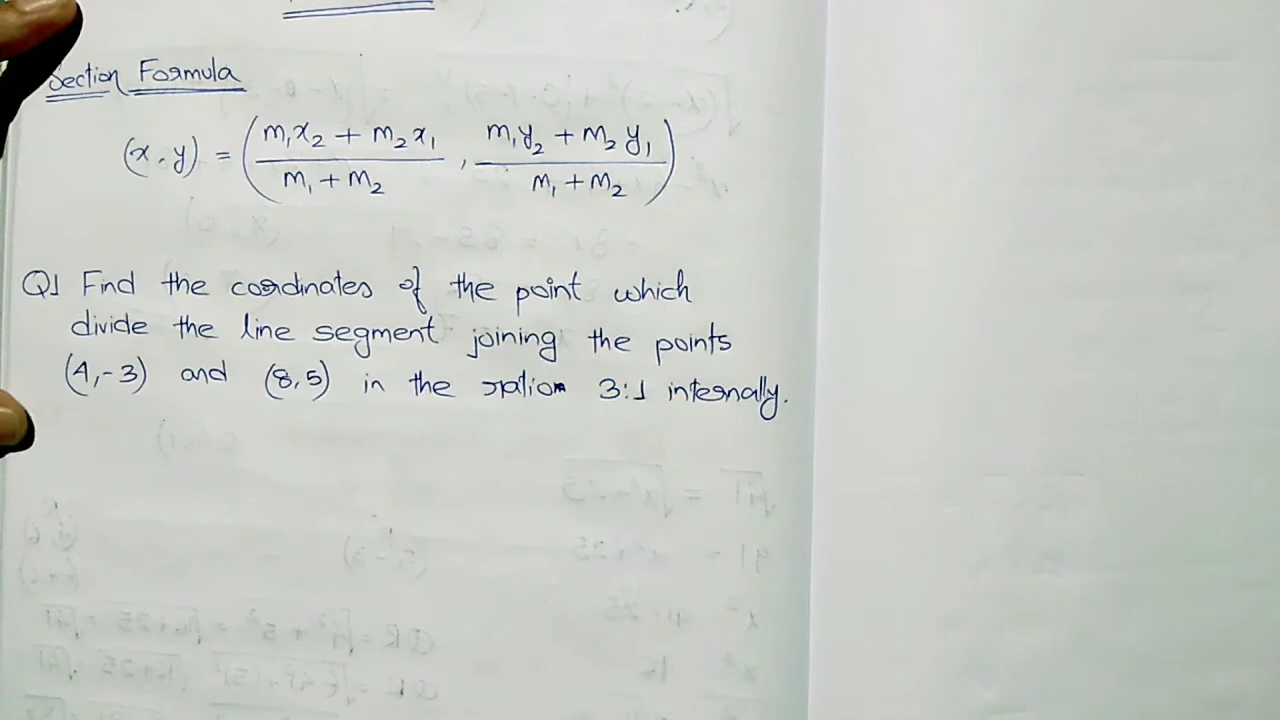 Section Formula
(x, y) = ( m₁x₂ + m₂x₁ / m₁ + m₂ , m₁y₂ + m₂y₁ / m₁ + m₂ )
Q1 Find the coordinates of the point which
divide the line segment joining the points
(4,-3) and (8,5) in the ration 3:1 internally.